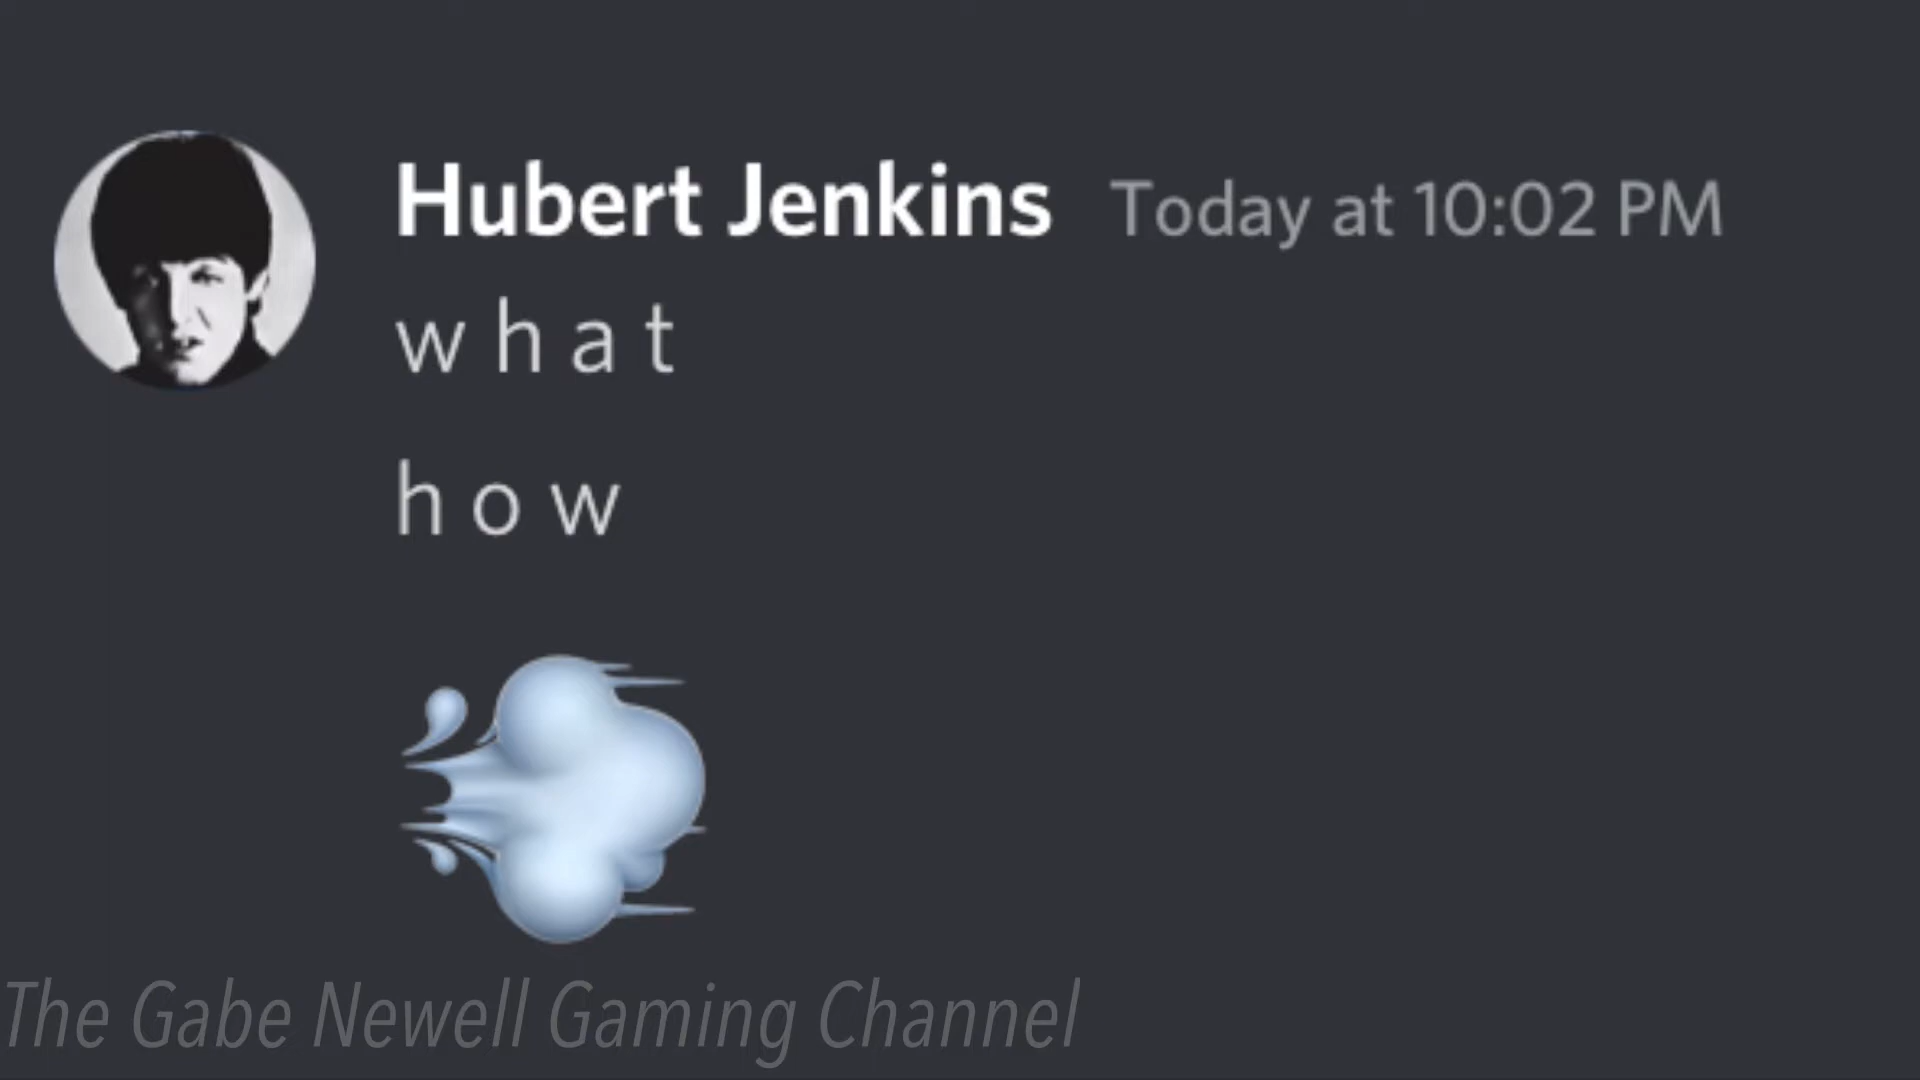 Hubert Jenkins Today at 10:02 PM
w h a t
h o w
The Gabe Newell Gaming Channel